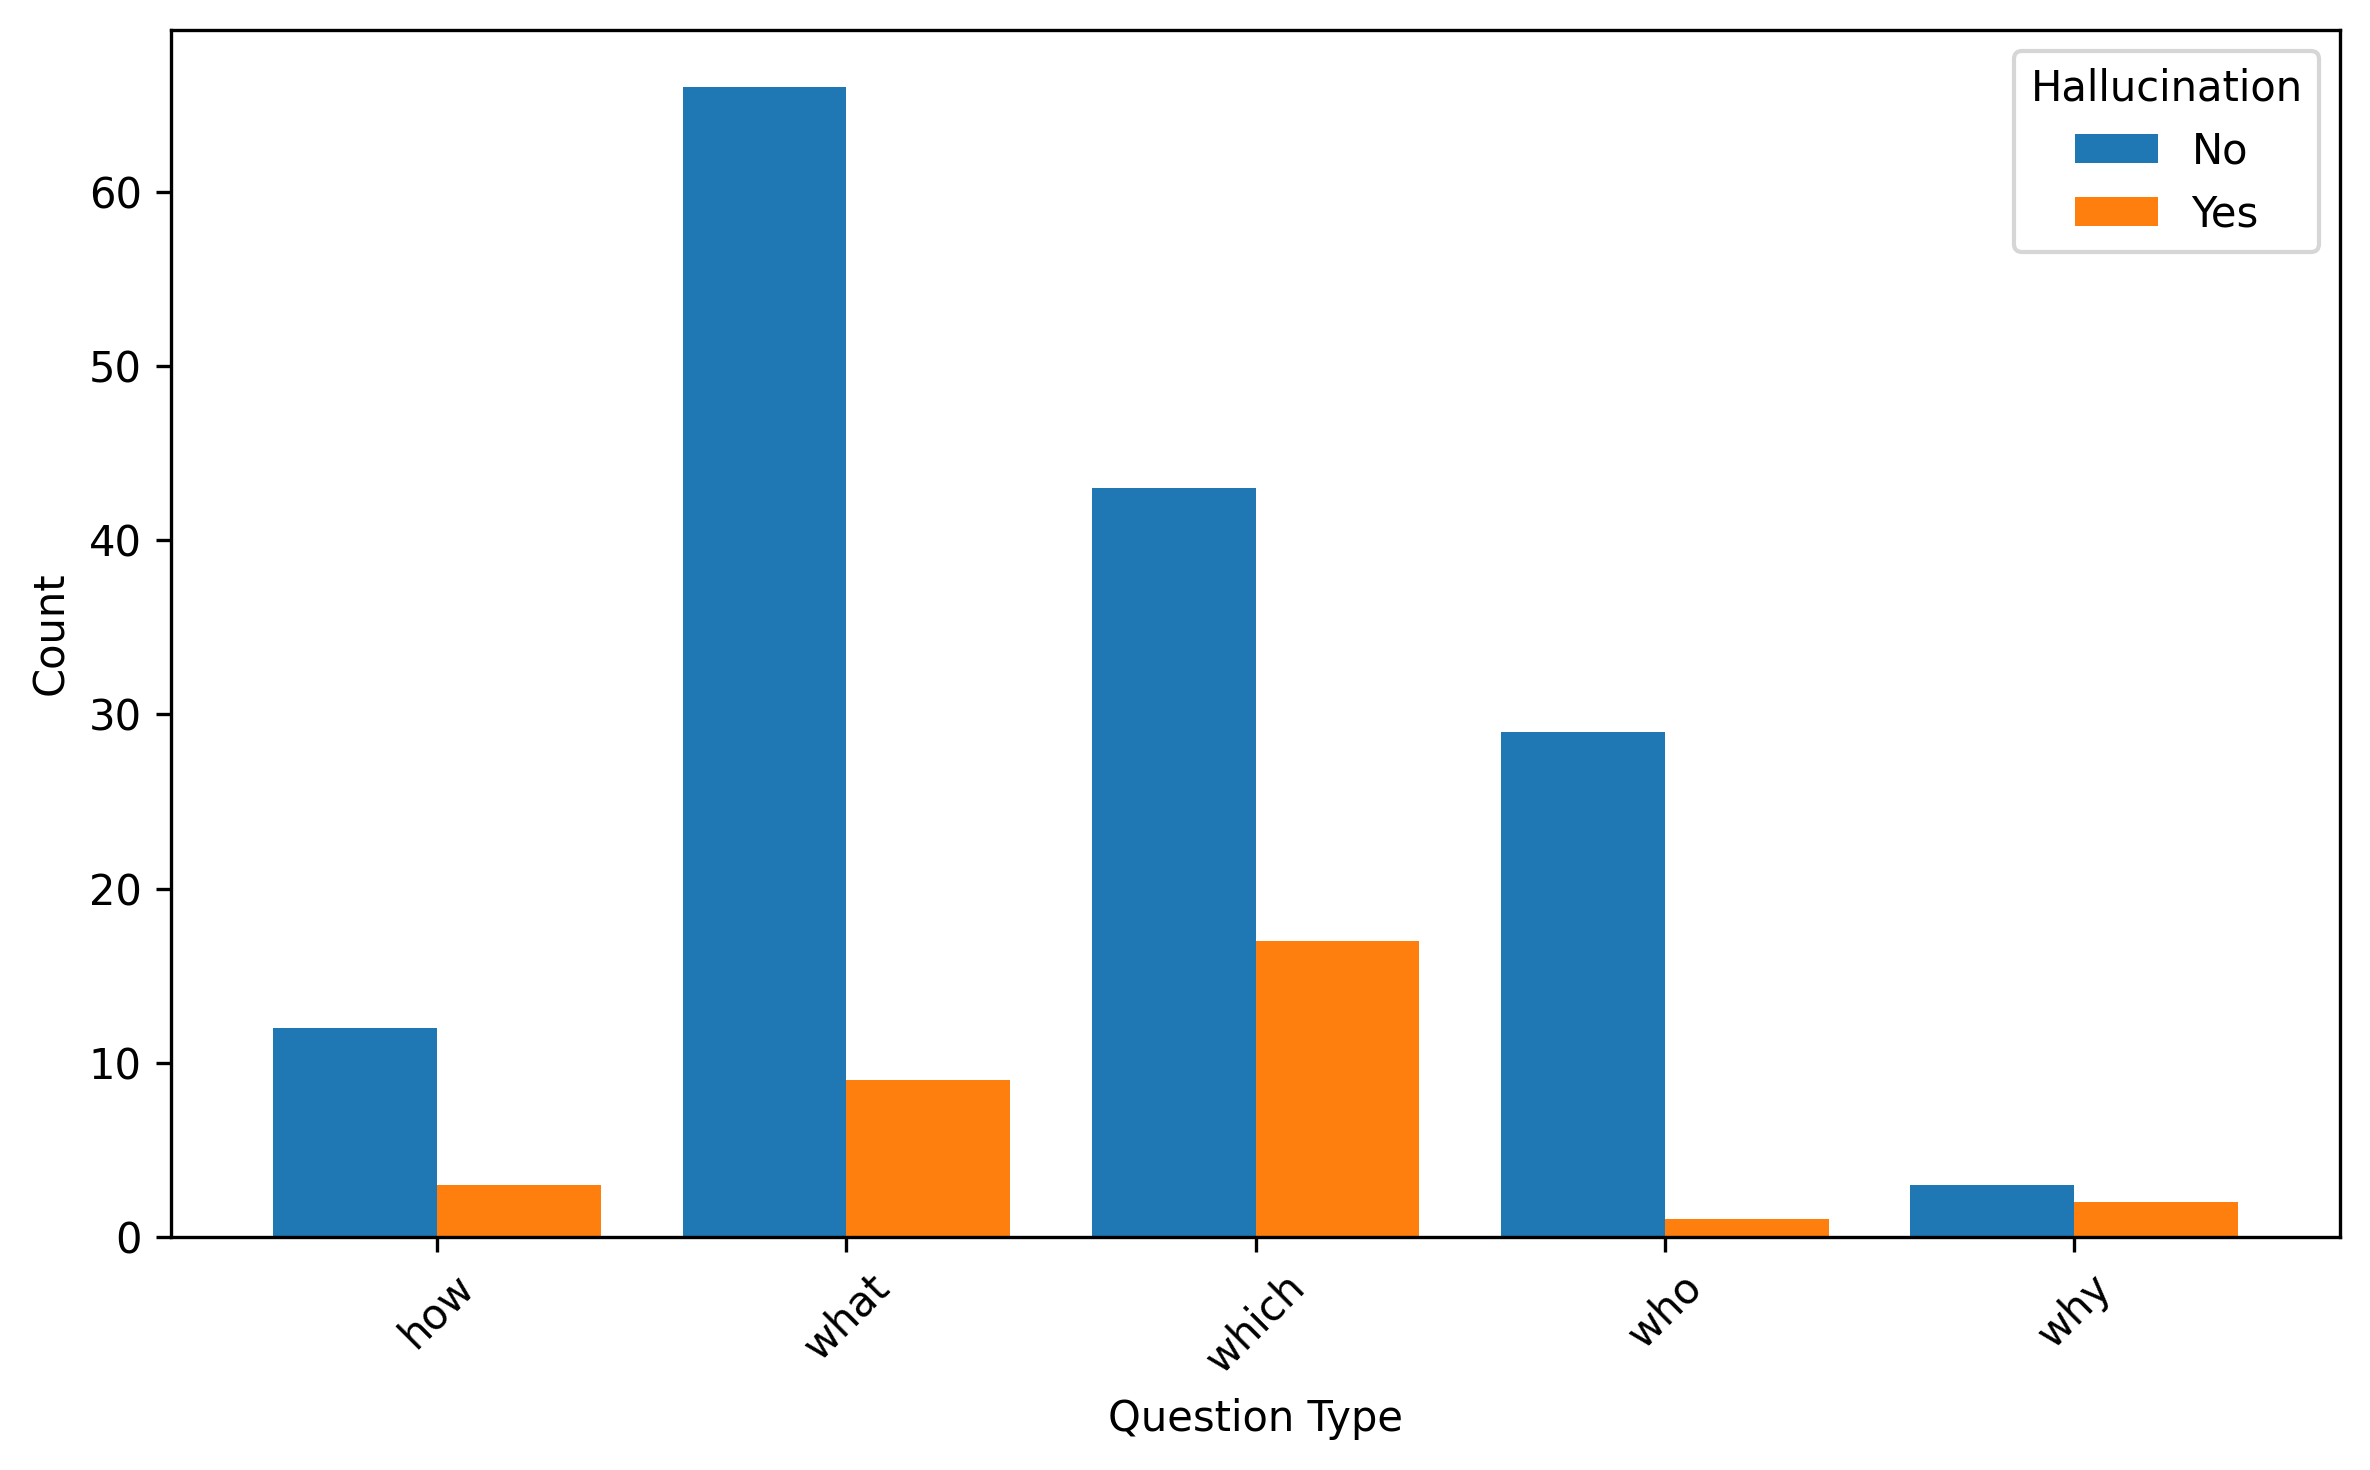 Hallucination
No
Yes
60
50
40
30
20
10
0
Count
how
what
which
who
why
Question Type